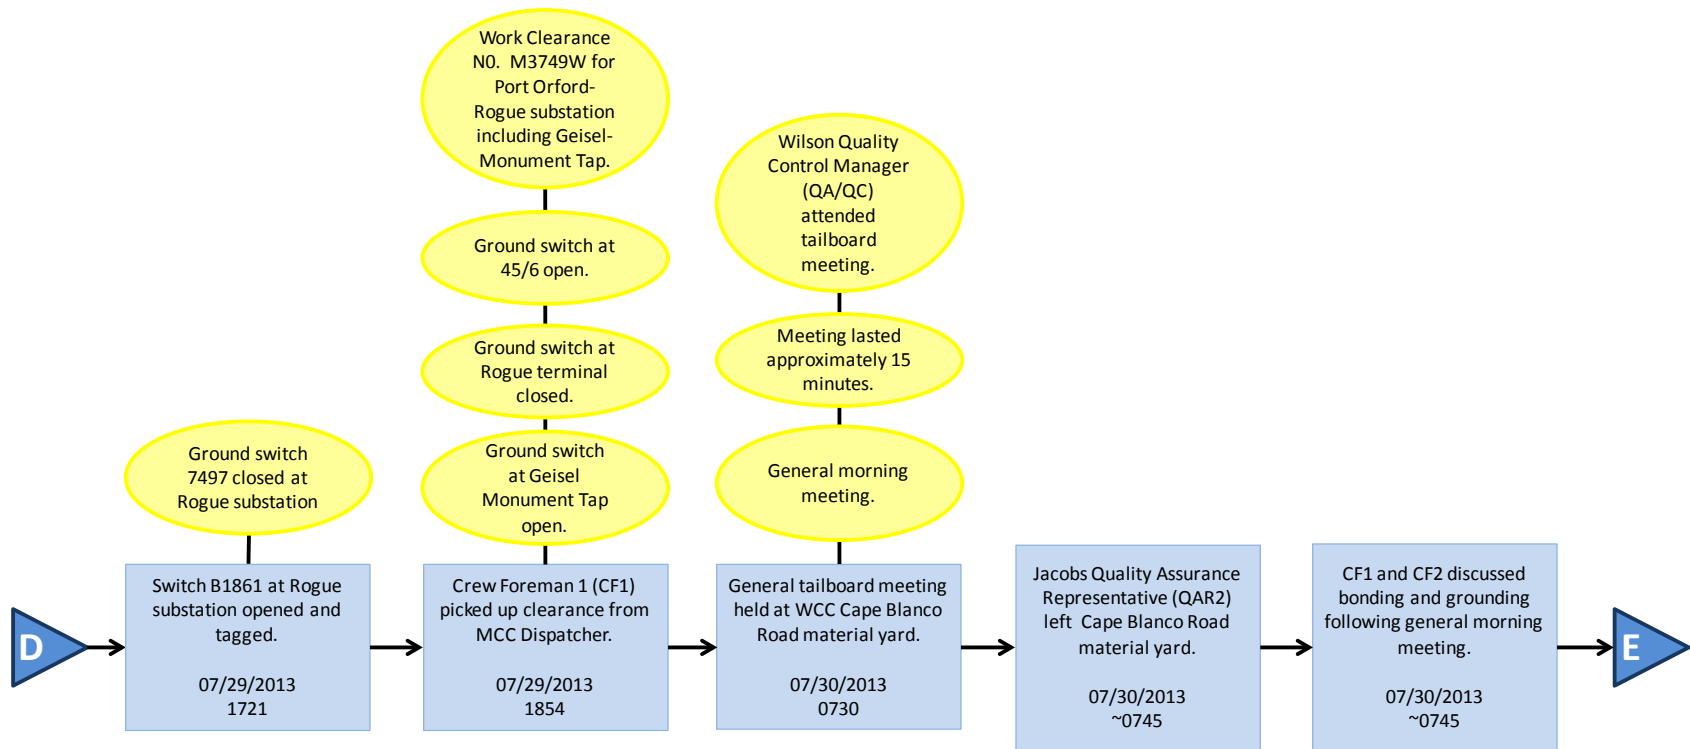 Work Clearance
N0.  M3749W for
Port Orford-
Rogue substation
including Geisel-
Monument Tap.
Ground switch at
45/6 open.
Ground switch at
Rogue terminal
closed.
Ground switch
at Geisel
Monument Tap
open.
Wilson Quality
Control Manager
(QA/QC)
attended
tailboard
meeting.
Meeting lasted
approximately 15
minutes.
General morning
meeting.
Ground switch
7497 closed at
Rogue substation
D
Switch B1861 at Rogue
substation opened and
tagged.
07/29/2013
1721
Crew Foreman 1 (CF1)
picked up clearance from
MCC Dispatcher.
07/29/2013
1854
General tailboard meeting
held at WCC Cape Blanco
Road material yard.
07/30/2013
0730
Jacobs Quality Assurance
Representative (QAR2)
left  Cape Blanco Road
material yard.
07/30/2013
~0745
CF1 and CF2 discussed
bonding and grounding
following general morning
meeting.
07/30/2013
~0745
E